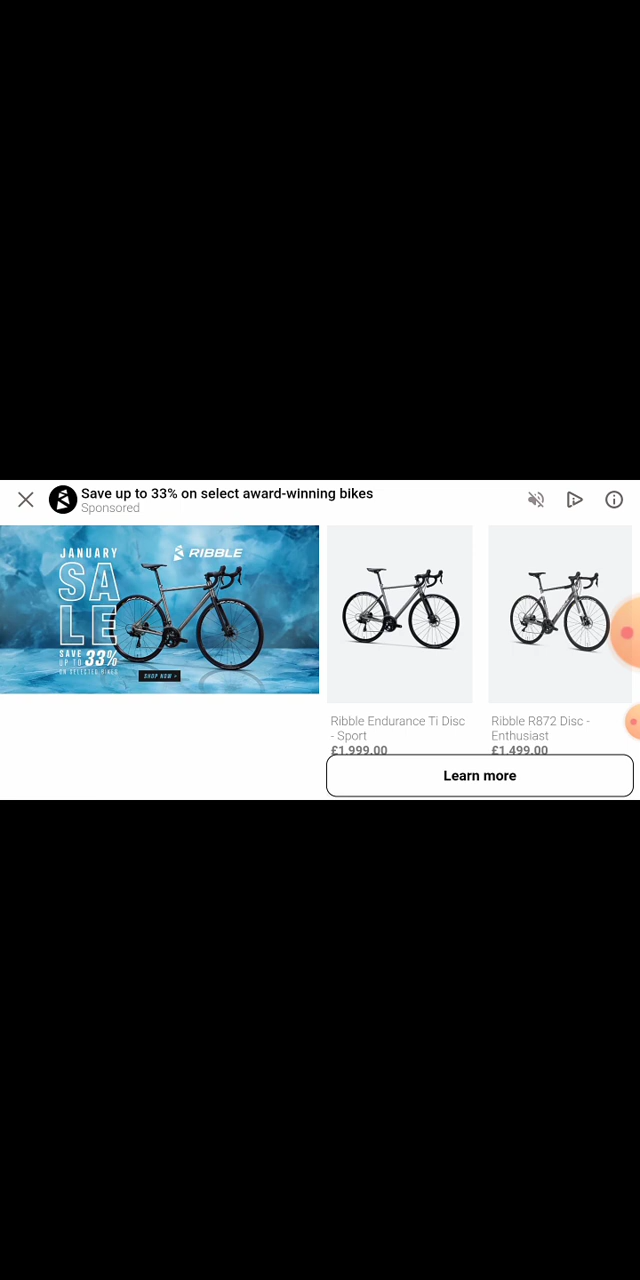 Save up to 33% on select award-winning bikes
Sponsored
JANUARY
SA
LE
SAVE
UP TO 33%
ON SELECTED BIKES
RIBBLE
SHOP NOW >
Ribble Endurance Ti Disc
- Sport
£1,999.00
Ribble R872 Disc -
Enthusiast
£1,499.00
Learn more